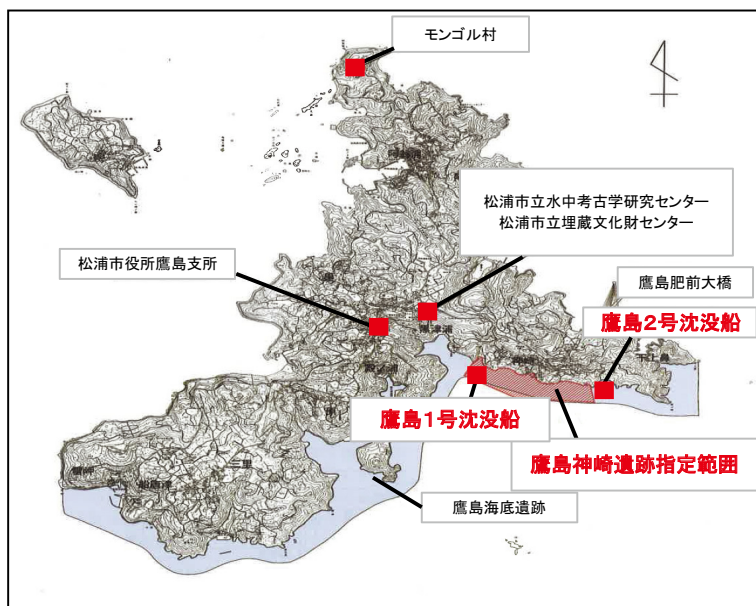 モンゴル村
松浦市立水中考古学研究センター
松浦市立埋蔵文化財センター
松浦市役所鷹島支所
鷹島肥前大橋
鷹島2号沈没船
鷹島1号沈没船
鷹島神崎遺跡指定範囲
三里
鷹島海底遺跡